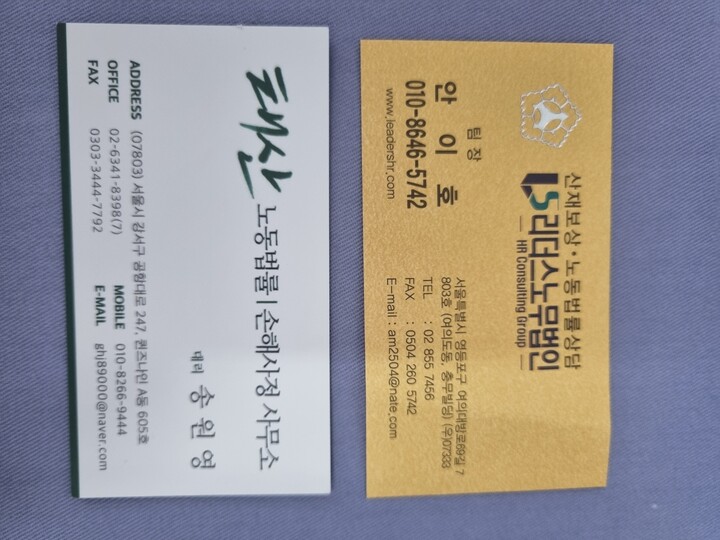 태산 노동법률 | 손해사정 사무소
대리 송원영
ADDRESS (07803) 서울시 강서구 공항대로 247, 퀸즈나인 A동 605호
OFFICE 02-6341-8398(7) MOBILE 010-8266-9444
FAX 0303-3444-7792 E-MAIL ghj89000@naver.com
산재보상·노동법률상담
LS 리더스노무법인
HR Consulting Group
팀장
안이호
010-8646-5742
www.leadershr.com
서울특별시 영등포구 여의대방로69길 7
803호 (여의도동, 충무빌딩) (우)07333
TEL : 02 855 7456
FAX : 0504 260 5742
E-mail : am2504@nate.com